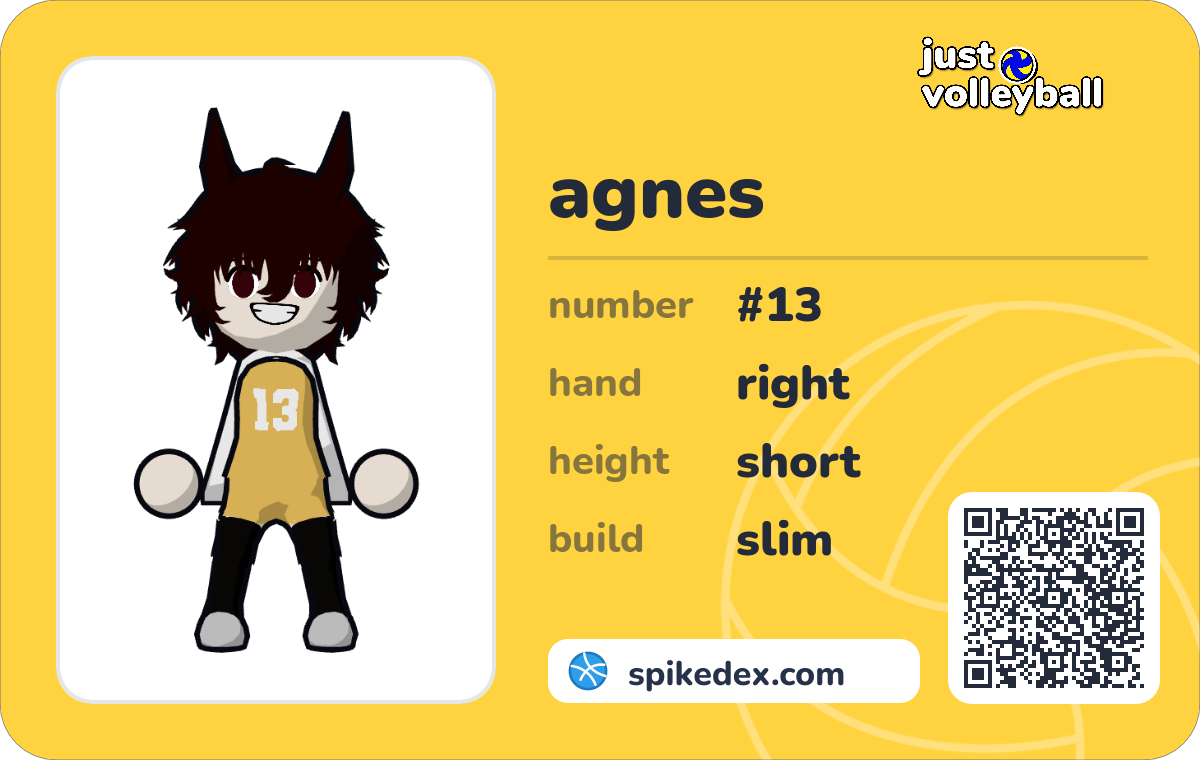 just
volleyball
agnes
number #13
hand right
height short
build slim
13
spikedex.com